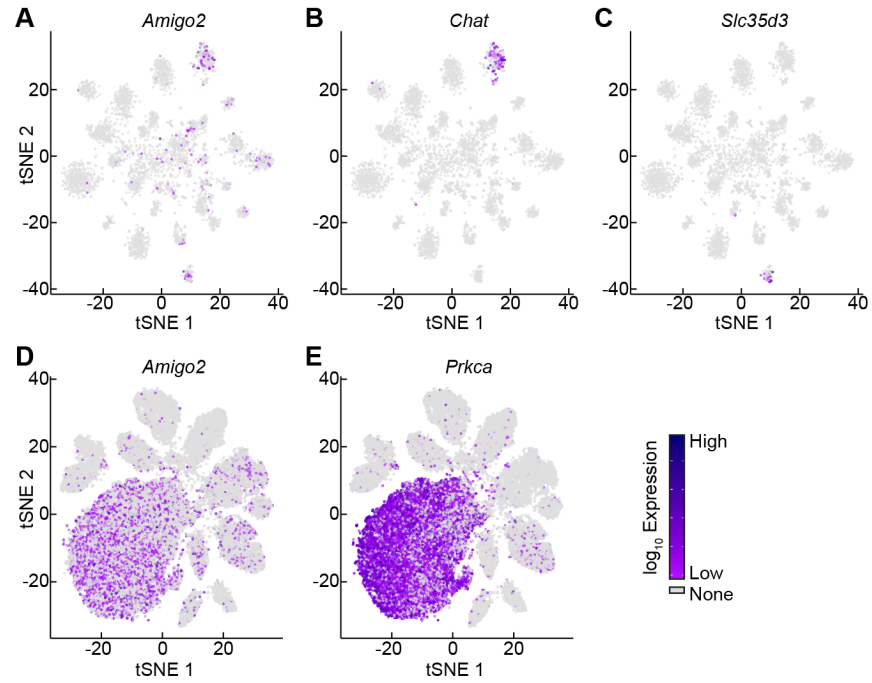 A Amigo2
B Chat
C Slc35d3
tSNE 2
20
0
-20
-40
-20 0 20 40
tSNE 1
20
0
-20
-40
-20 0 20 40
tSNE 1
20
0
-20
-40
-20 0 20 40
tSNE 1
D Amigo2
E Prkca
tSNE 2
40
20
0
-20
-20 0 20
tSNE 1
40
20
0
-20
-20 0 20
tSNE 1
log10 Expression
High
Low
None